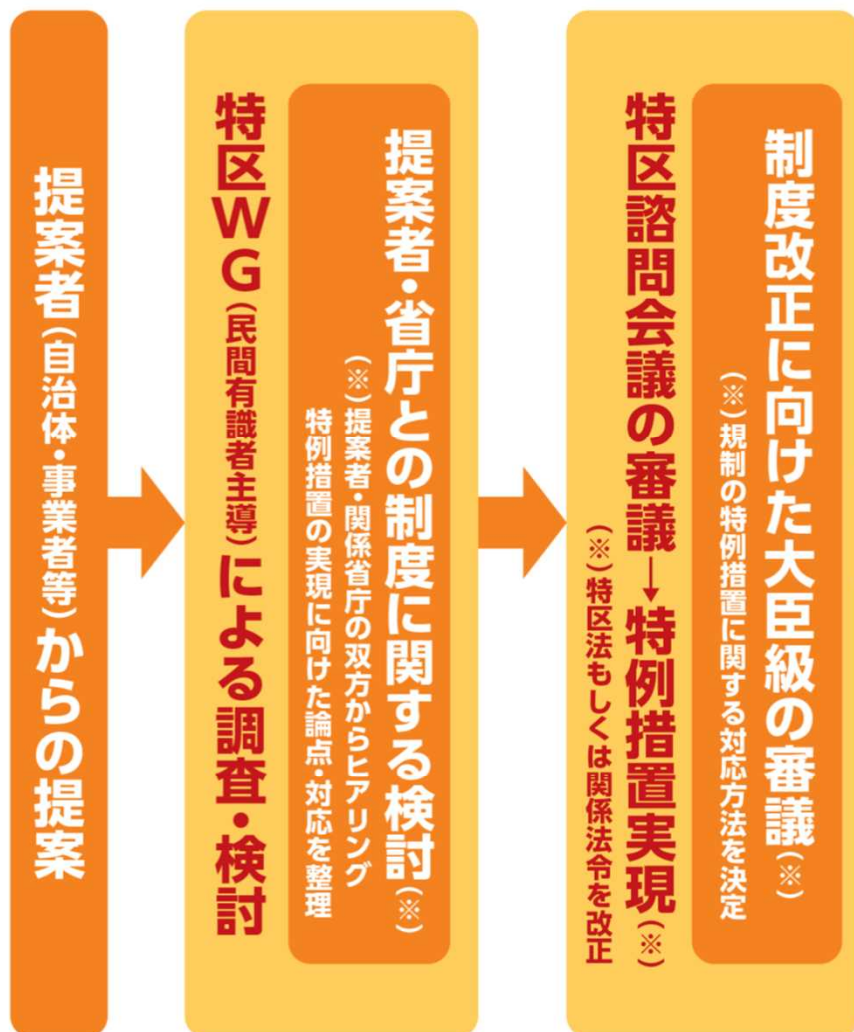 提案者(自治体・事業者等)からの提案
特区WG(民間有識者主導)による調査・検討
提案者・省庁との制度に関する検討(※)
(※)提案者・関係省庁の双方からヒアリング
特例措置の実現に向けた論点・対応を整理
特区諮問会議の審議→特例措置実現(※)
(※)特区法もしくは関係法令を改正
制度改正に向けた大臣級の審議(※)
(※)規制の特例措置に関する対応方法を決定